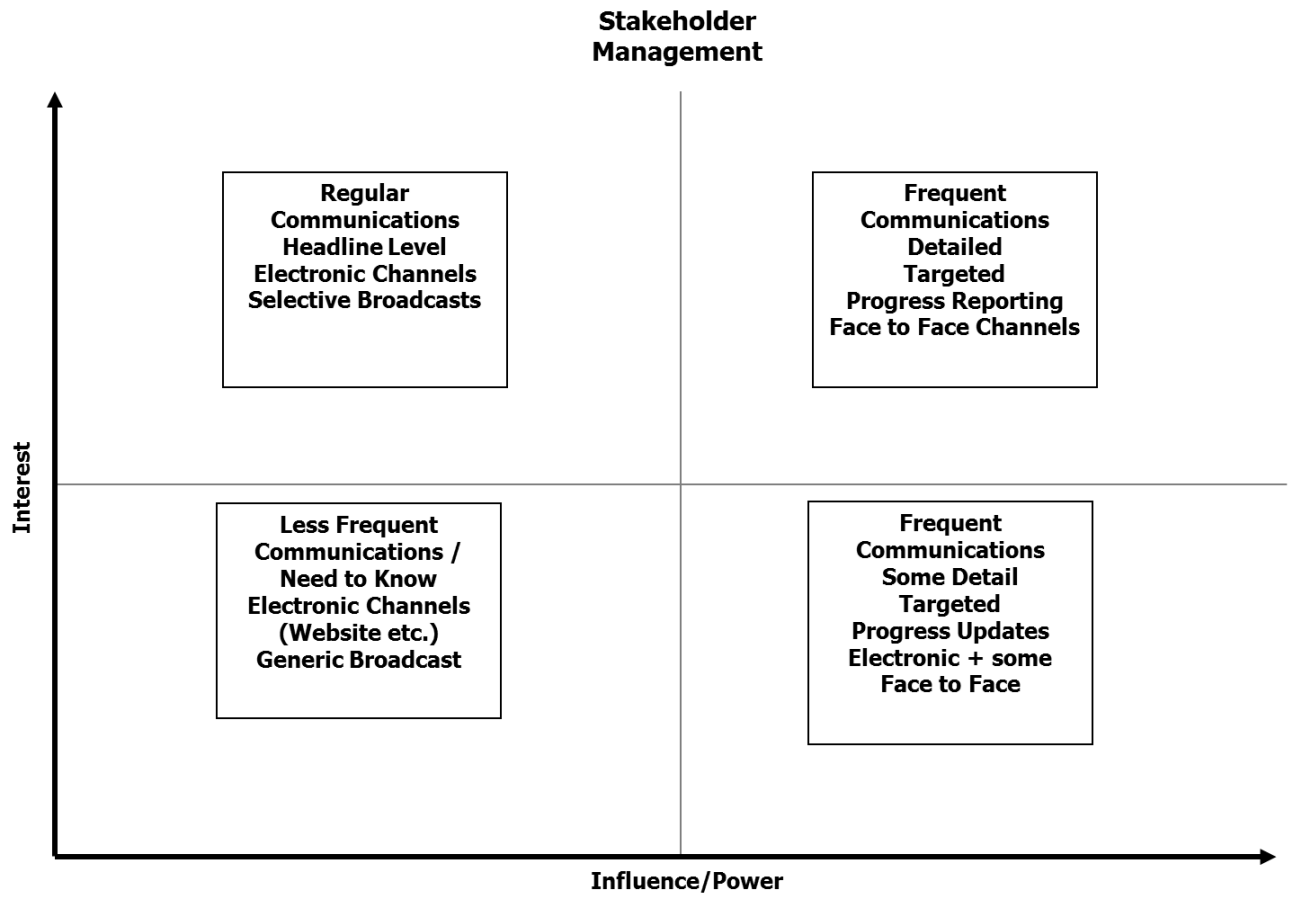 Stakeholder
Management
Regular
Communications
Headline Level
Electronic Channels
Selective Broadcasts
Frequent
Communications
Detailed
Targeted
Progress Reporting
Face to Face Channels
Interest
Less Frequent
Communications /
Need to Know
Electronic Channels
(Website etc.)
Generic Broadcast
Frequent
Communications
Some Detail
Targeted
Progress Updates
Electronic + some
Face to Face
Influence/Power